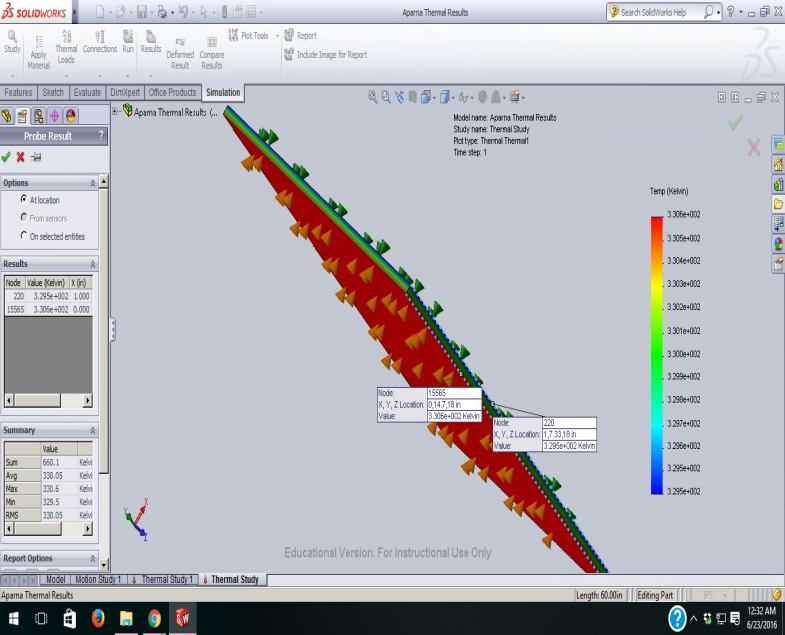 SOLIDWORKS
Aparna Thermal Results
Search SolidWorks Help
Study
Apply Material
Thermal Loads
Connections
Run
Results
Deformed Result
Compare Results
Plot Tools
Report
Include Image for Report
Features Sketch Evaluate DimXpert Office Products Simulation
Probe Result ?
Options
At location
From sensors
On selected entities
Results
Node Value (Kelvin) X (in)
220 3.295e+002 1.000
15565 3.306e+002 0.000
Summary
Value
Sum 660.1 Kelvi
Avg 330.05 Kelvi
Max 330.6 Kelvi
Min 329.5 Kelvi
RMS 330.05 Kelvi
Report Options
Aparna Thermal Results (...
Model name: Aparna Thermal Results
Study name: Thermal Study
Plot type: Thermal Thermal1
Time step: 1
Temp (Kelvin)
3.306e+002
3.305e+002
3.304e+002
3.303e+002
3.302e+002
3.301e+002
3.300e+002
3.299e+002
3.298e+002
3.297e+002
3.296e+002
3.295e+002
3.295e+002
Node: 15565
X, Y, Z Location: 0,14.7,18 in
Value: 3.306e+002 Kelvin
Node: 220
X, Y, Z Location: 1,7.33,18 in
Value: 3.295e+002 Kelvin
X
Y
Z
Educational Version. For Instructional Use Only
Model Motion Study 1 Thermal Study 1 Thermal Study
Aparna Thermal Results
Length: 60.00in Editing Part IPS
12:32 AM
6/23/2016